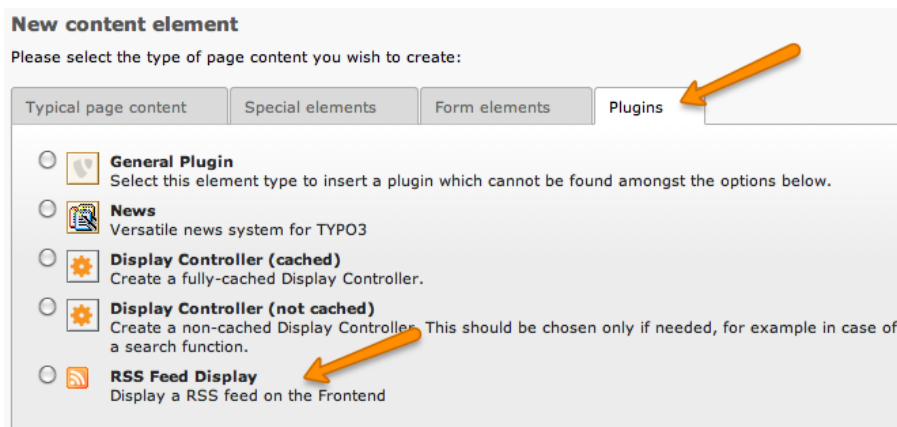 New content element
Please select the type of page content you wish to create:
Typical page content
Special elements
Form elements
Plugins
General Plugin
Select this element type to insert a plugin which cannot be found amongst the options below.
News
Versatile news system for TYPO3
Display Controller (cached)
Create a fully-cached Display Controller.
Display Controller (not cached)
Create a non-cached Display Controller. This should be chosen only if needed, for example in case of
a search function.
RSS Feed Display
Display a RSS feed on the Frontend